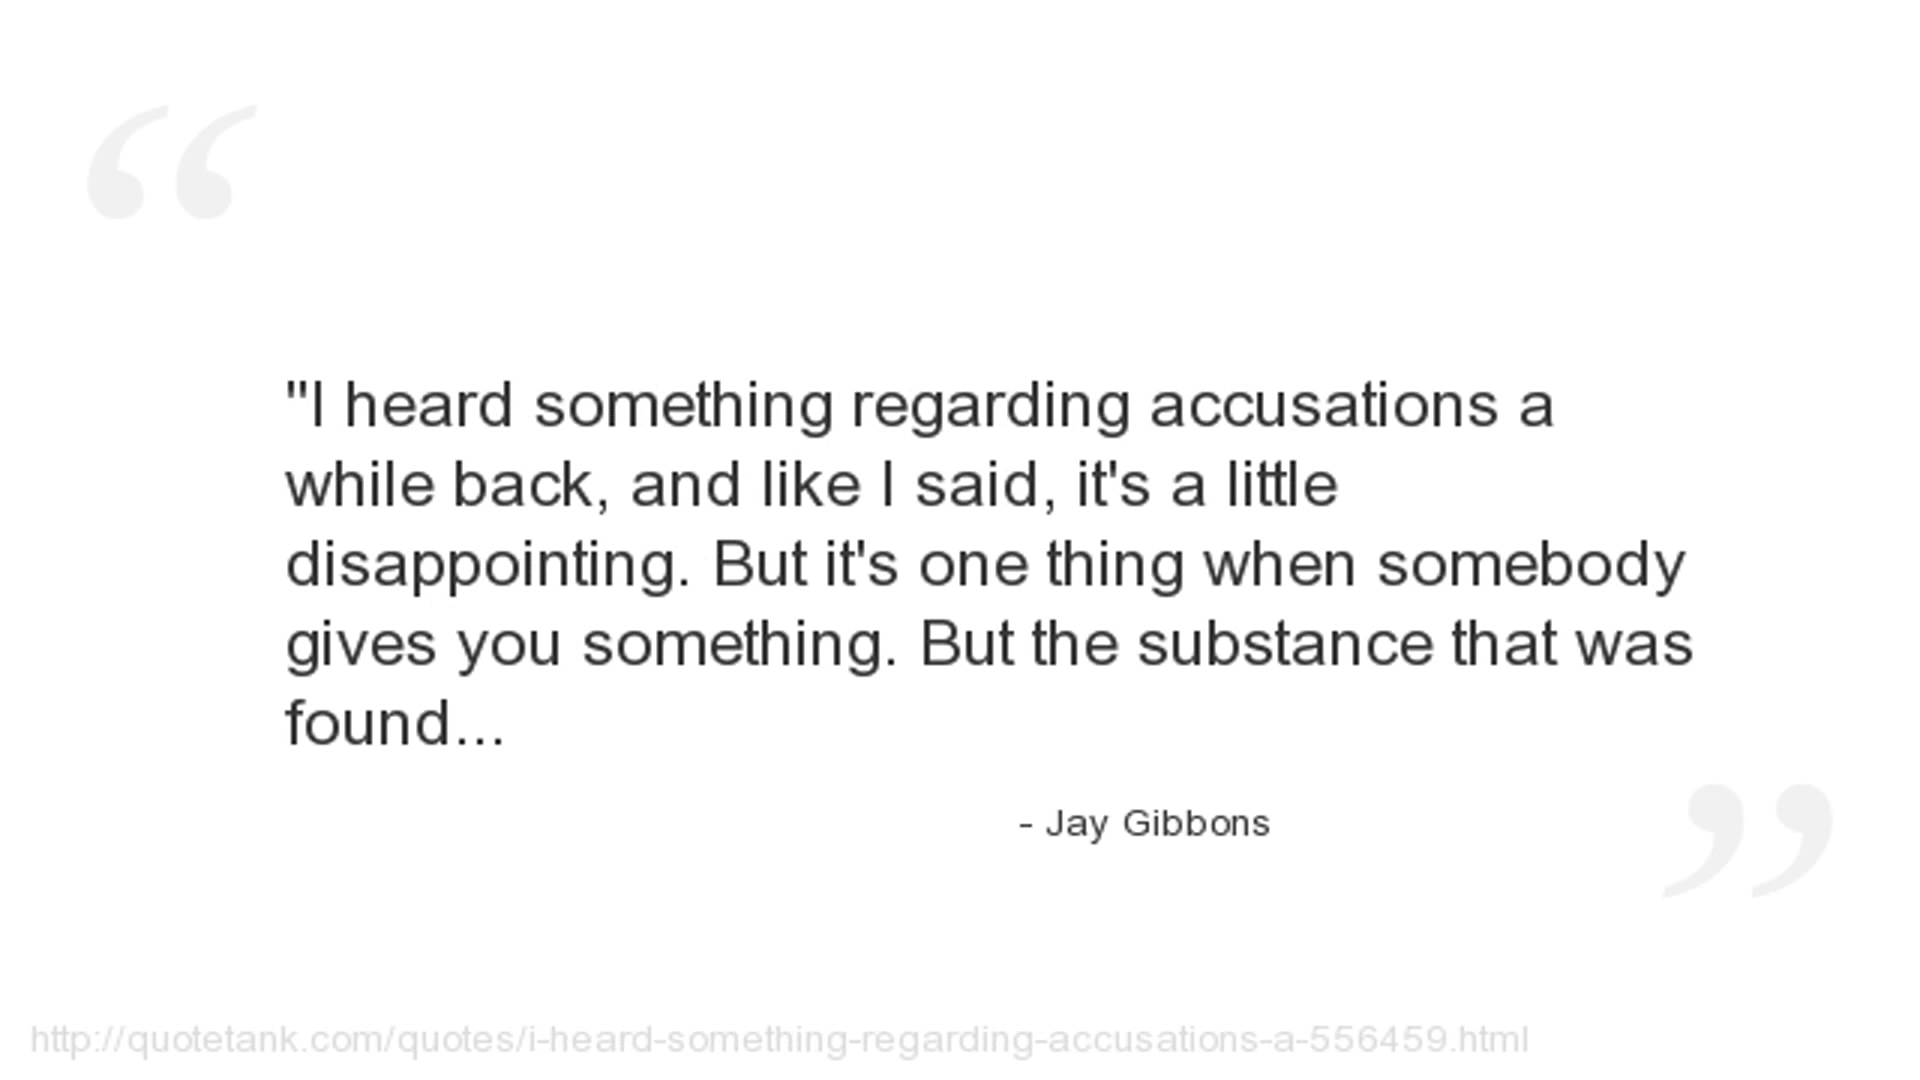 "I heard something regarding accusations a
while back, and like I said, it's a little
disappointing. But it's one thing when somebody
gives you something. But the substance that was
found...
- Jay Gibbons
http://quotetank.com/quotes/i-heard-something-regarding-accusations-a-556459.html